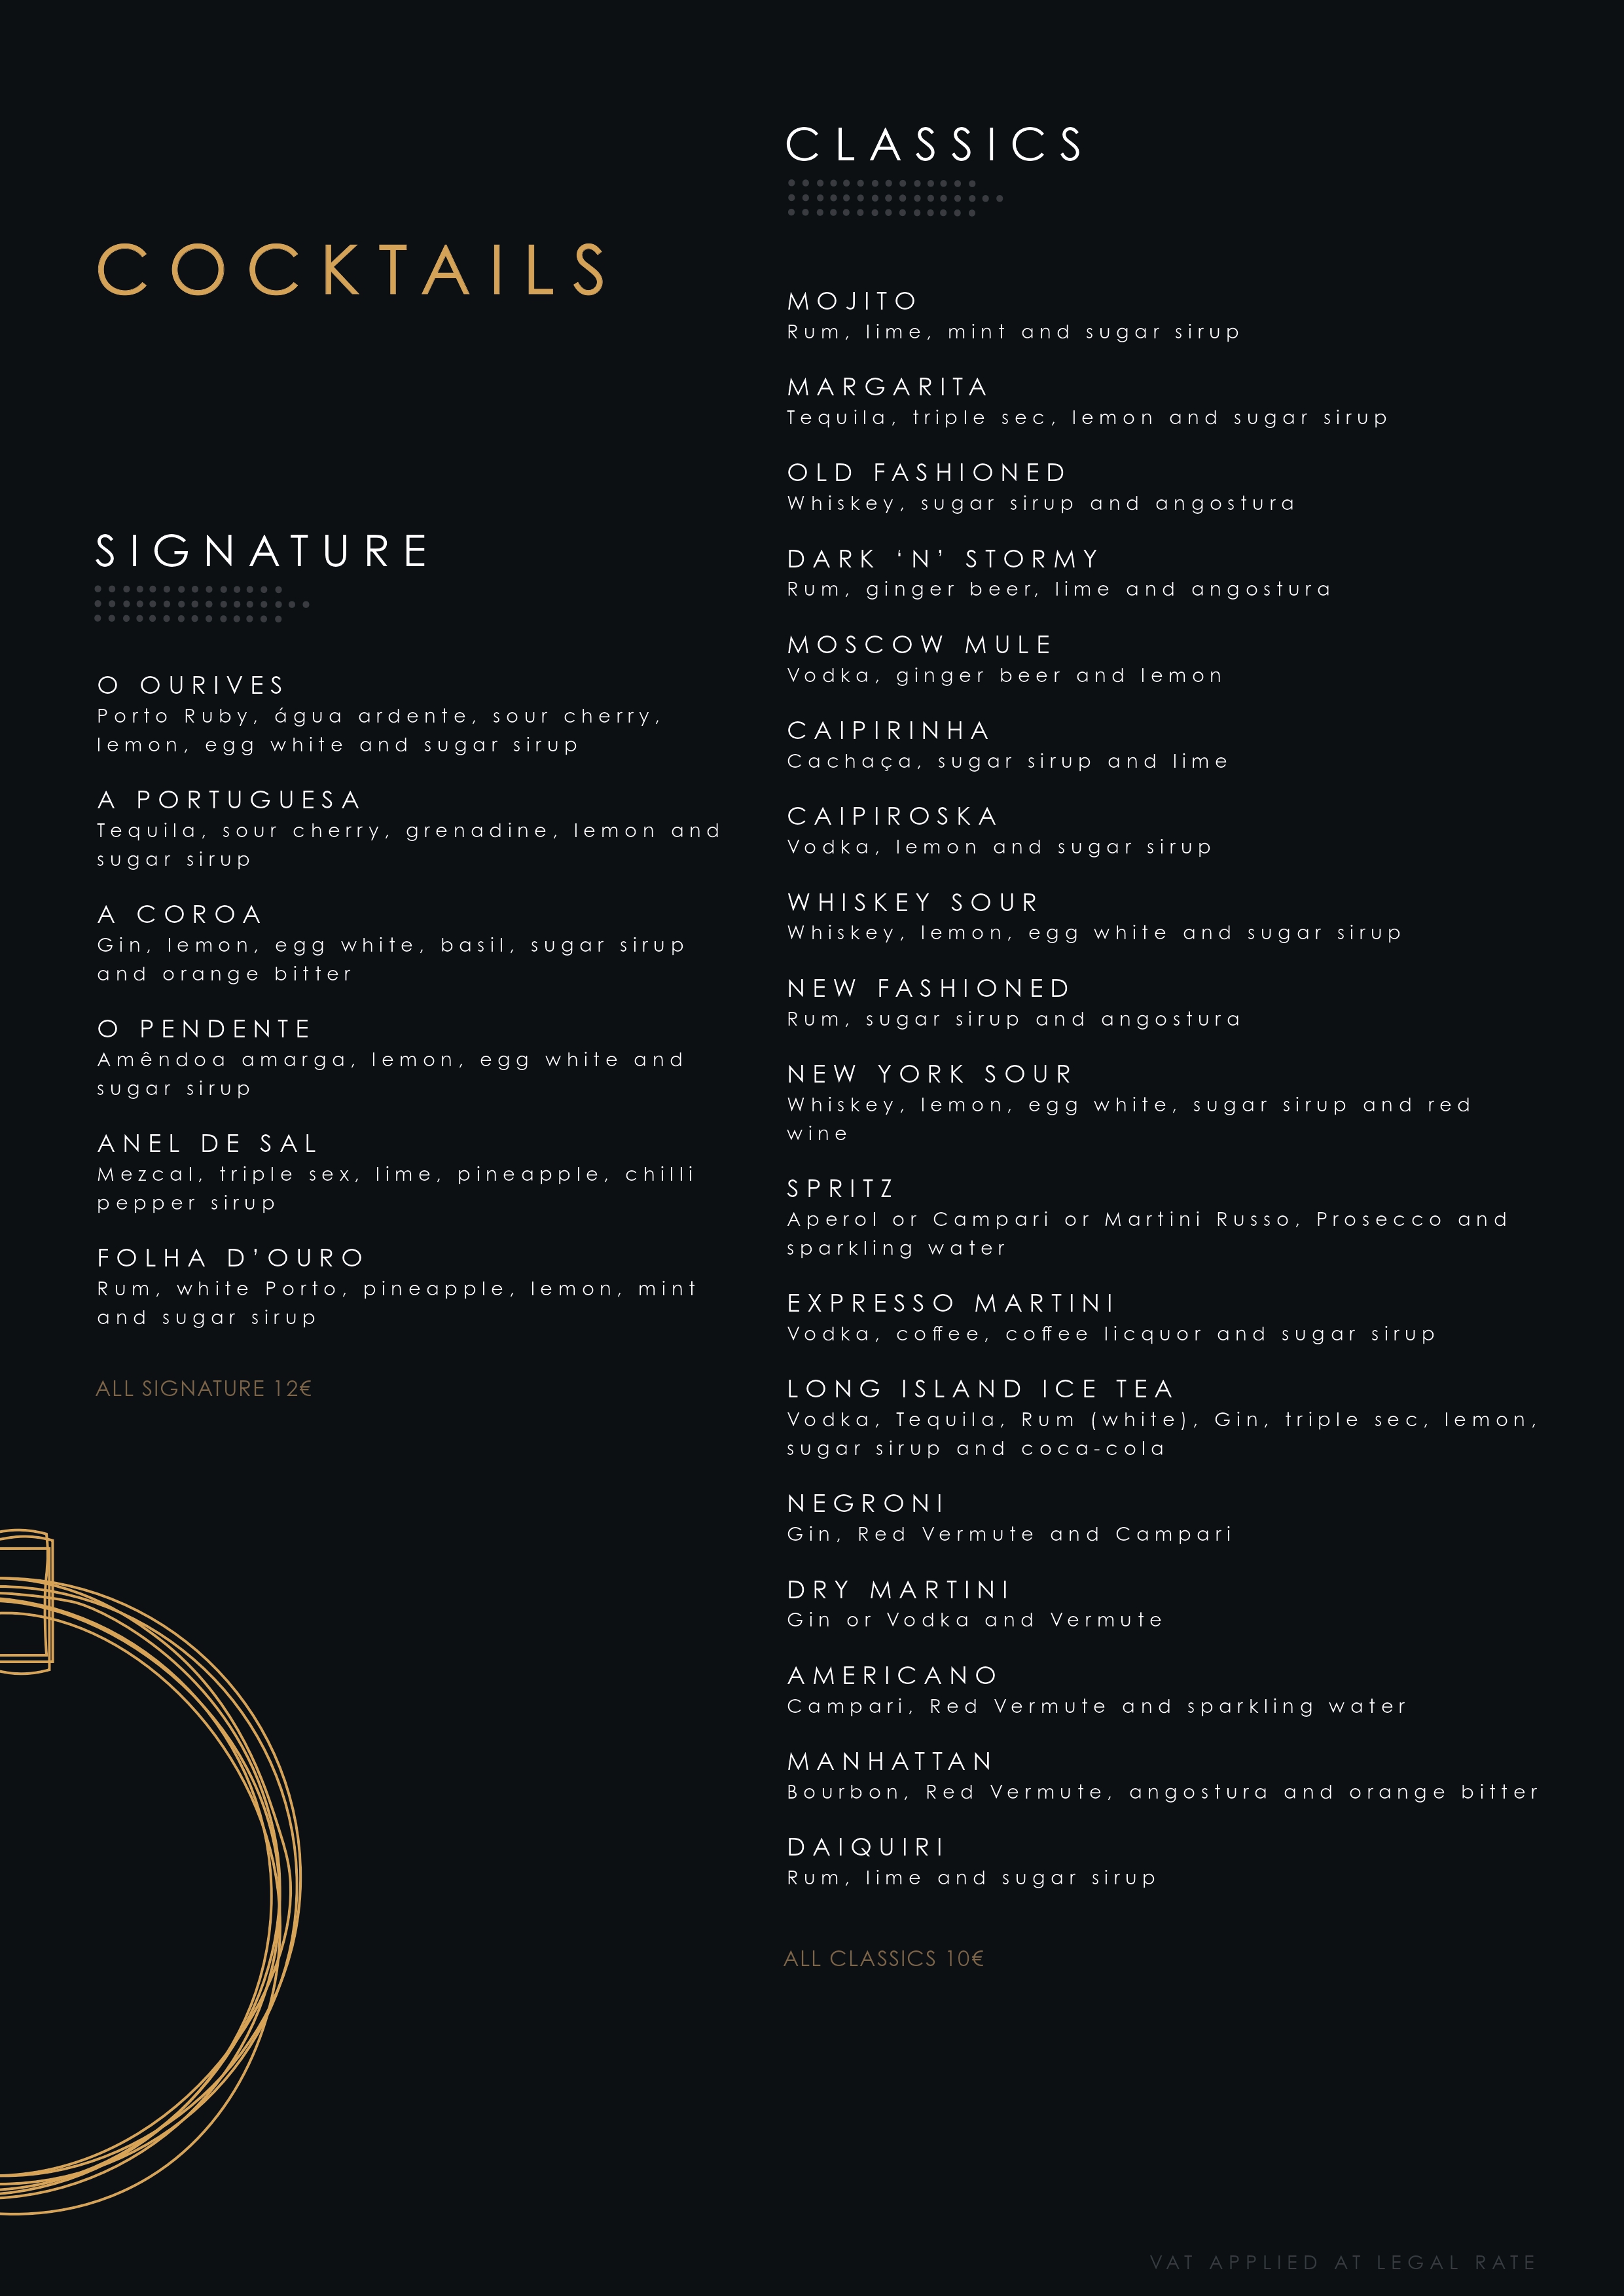 COCKTAILS
SIGNATURE
O OURIVES
Porto Ruby, água ardente, sour cherry,
lemon, egg white and sugar sirup
A PORTUGUESA
Tequila, sour cherry, grenadine, lemon and
sugar sirup
A COROA
Gin, lemon, egg white, basil, sugar sirup
and orange bitter
O PENDENTE
Amêndoa amarga, lemon, egg white and
sugar sirup
ANEL DE SAL
Mezcal, triple sex, lime, pineapple, chilli
pepper sirup
FOLHA D’OURO
Rum, white Porto, pineapple, lemon, mint
and sugar sirup
ALL SIGNATURE 12€
CLASSICS
MOJITO
Rum, lime, mint and sugar sirup
MARGARITA
Tequila, triple sec, lemon and sugar sirup
OLD FASHIONED
Whiskey, sugar sirup and angostura
DARK ‘N’ STORMY
Rum, ginger beer, lime and angostura
MOSCOW MULE
Vodka, ginger beer and lemon
CAIPIRINHA
Cachaça, sugar sirup and lime
CAIPIROSKA
Vodka, lemon and sugar sirup
WHISKEY SOUR
Whiskey, lemon, egg white and sugar sirup
NEW FASHIONED
Rum, sugar sirup and angostura
NEW YORK SOUR
Whiskey, lemon, egg white, sugar sirup and red
wine
SPRITZ
Aperol or Campari or Martini Russo, Prosecco and
sparkling water
EXPRESSO MARTINI
Vodka, coffee, coffee licquor and sugar sirup
LONG ISLAND ICE TEA
Vodka, Tequila, Rum (white), Gin, triple sec, lemon,
sugar sirup and coca-cola
NEGRONI
Gin, Red Vermute and Campari
DRY MARTINI
Gin or Vodka and Vermute
AMERICANO
Campari, Red Vermute and sparkling water
MANHATTAN
Bourbon, Red Vermute, angostura and orange bitter
DAIQUIRI
Rum, lime and sugar sirup
ALL CLASSICS 10€
VAT APPLIED AT LEGAL RATE